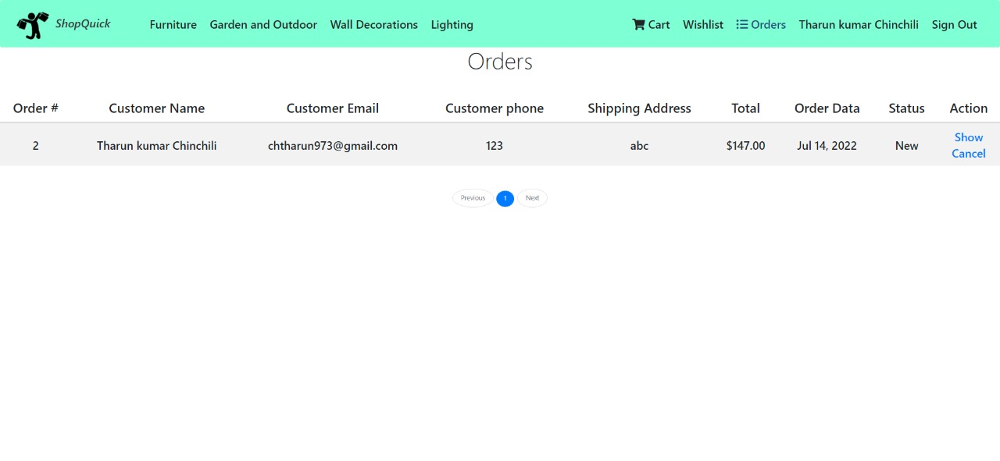 ShopQuick Furniture Garden and Outdoor Wall Decorations Lighting Cart Wishlist Orders Tharun kumar Chinchili Sign Out
Orders
Order # Customer Name Customer Email Customer phone Shipping Address Total Order Data Status Action
2 Tharun kumar Chinchili chtharun973@gmail.com 123 abc $147.00 Jul 14, 2022 New Show
Cancel
Previous 1 Next